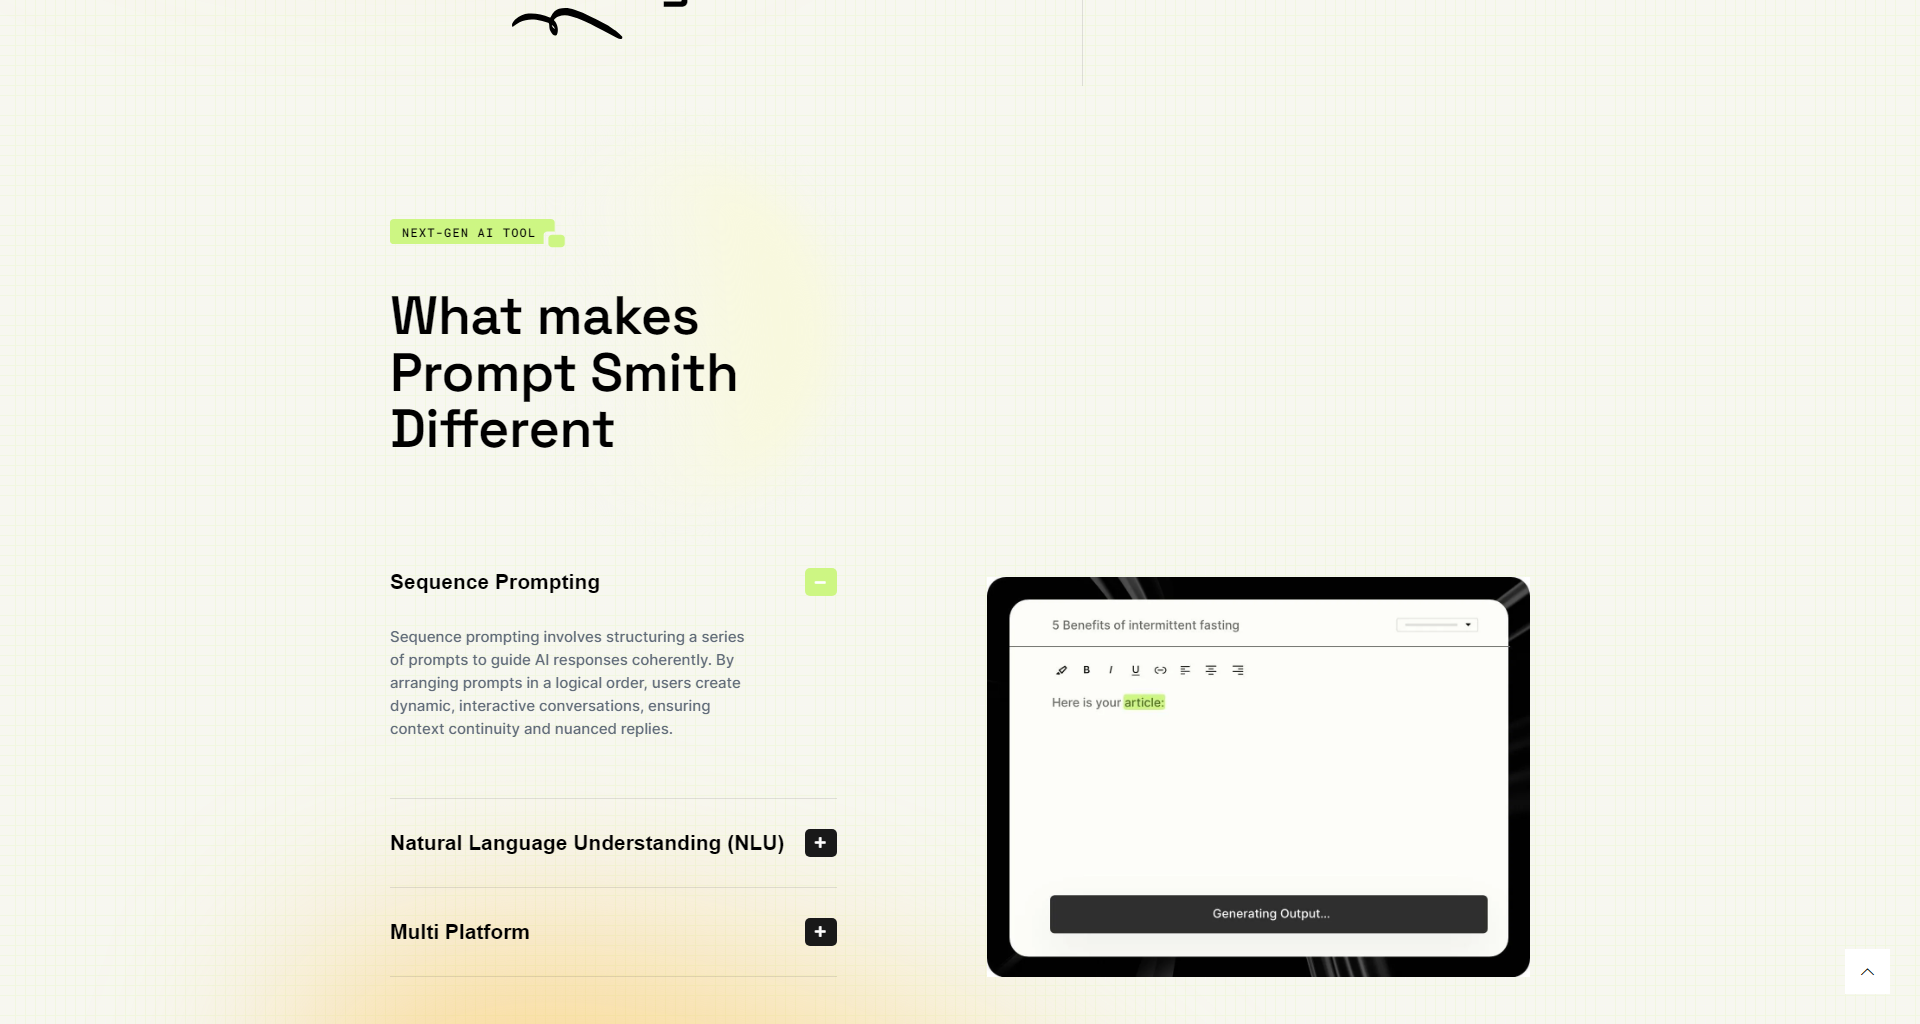 NEXT-GEN AI TOOL
What makes
Prompt Smith
Different
Sequence Prompting
Sequence prompting involves structuring a series
of prompts to guide AI responses coherently. By
arranging prompts in a logical order, users create
dynamic, interactive conversations, ensuring
context continuity and nuanced replies.
Natural Language Understanding (NLU)
Multi Platform
5 Benefits of intermittent fasting
B I U
Here is your article:
Generating Output...